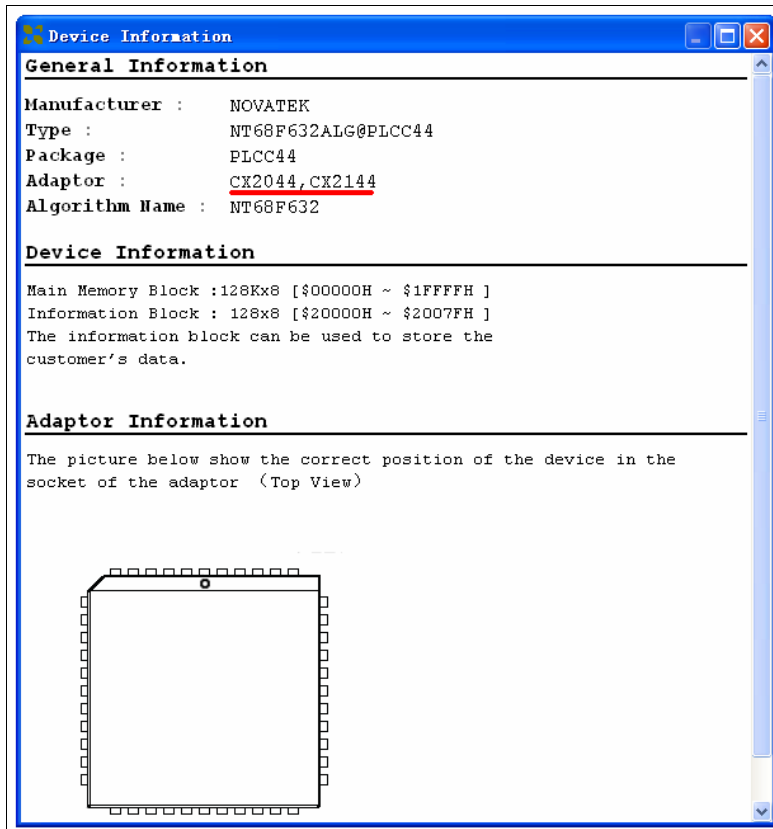 Device Information
General Information
Manufacturer : NOVATEK
Type : NT68F632ALG@PLCC44
Package : PLCC44
Adaptor : CX2044,CX2144
Algorithm Name : NT68F632
Device Information
Main Memory Block :128Kx8 [$00000H ~ $1FFFFH ]
Information Block : 128x8 [$20000H ~ $2007FH ]
The information block can be used to store the
customer's data.
Adaptor Information
The picture below show the correct position of the device in the
socket of the adaptor （Top View）